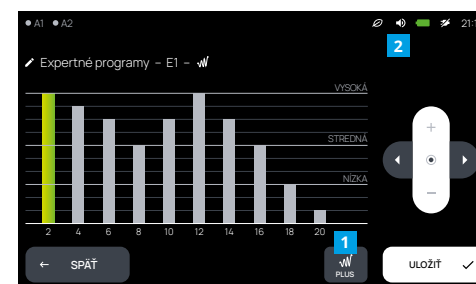 A1 A2 21:1
2
Expertné programy – E1 –
VYSOKÁ
STREDNÁ
NÍZKA
2 4 6 8 10 12 14 16 18 20
1
← SPÄŤ
PLUS
ULOŽIŤ